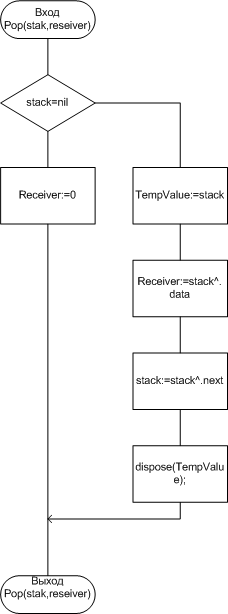 Вход
Pop(stak,reseiver)
stack=nil
Receiver:=0
TempValue:=stack
Receiver:=stack^.
data
stack:=stack^.next
dispose(TempValu
e);
Выход
Pop(stak,reseiver)